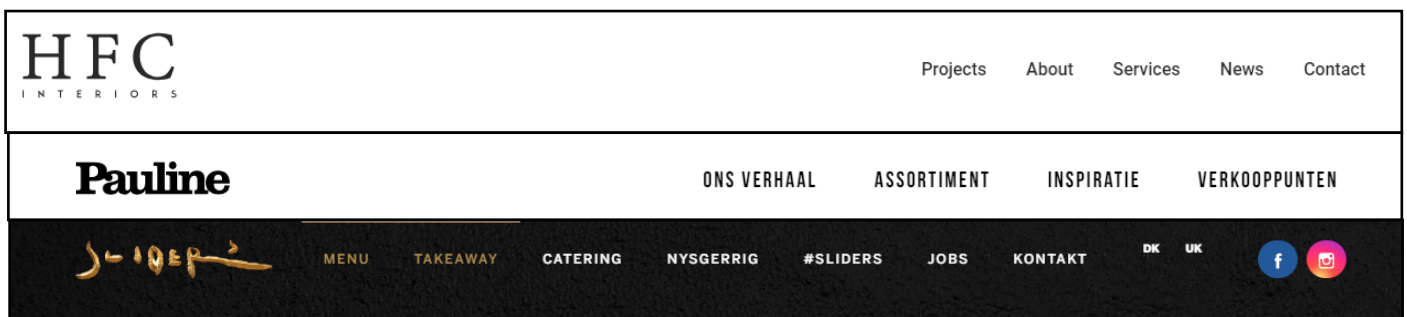 HFC
INTERIORS
Projects About Services News Contact
Pauline ONS VERHAAL ASSORTIMENT INSPIRATIE VERKOOPPUNTEN
SLIDERS MENU TAKEAWAY CATERING NYSGERRIG #SLIDERS JOBS KONTAKT DK UK f